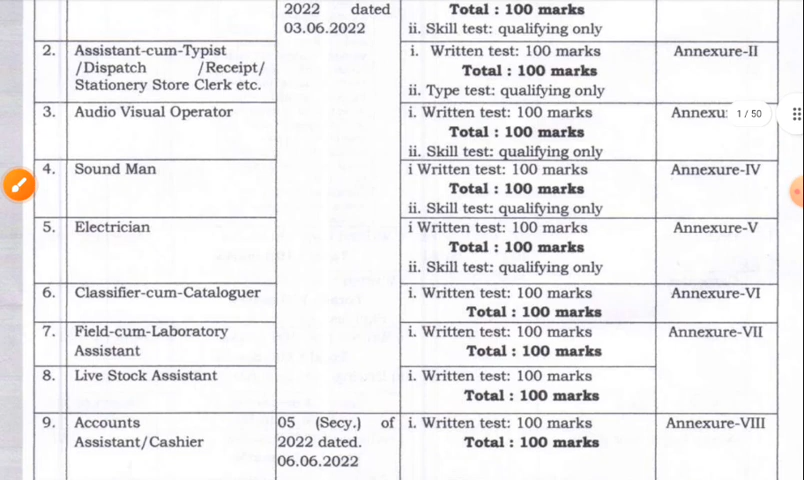 2022 dated
03.06.2022
Total : 100 marks
ii. Skill test: qualifying only
2. Assistant-cum-Typist
/Dispatch /Receipt/
Stationery Store Clerk etc.
i. Written test: 100 marks
Total : 100 marks
ii. Type test: qualifying only
Annexure-II
3. Audio Visual Operator
i. Written test: 100 marks
Total : 100 marks
ii. Skill test: qualifying only
Annexu
1 / 50
4. Sound Man
i Written test: 100 marks
Total : 100 marks
ii. Skill test: qualifying only
Annexure-IV
5. Electrician
i Written test: 100 marks
Total : 100 marks
ii. Skill test: qualifying only
Annexure-V
6. Classifier-cum-Cataloguer
i. Written test: 100 marks
Total : 100 marks
Annexure-VI
7. Field-cum-Laboratory
Assistant
i. Written test: 100 marks
Total : 100 marks
Annexure-VII
8. Live Stock Assistant
i. Written test: 100 marks
Total : 100 marks
9. Accounts
Assistant/Cashier
05 (Secy.) of
2022 dated.
06.06.2022
i. Written test: 100 marks
Total : 100 marks
Annexure-VIII